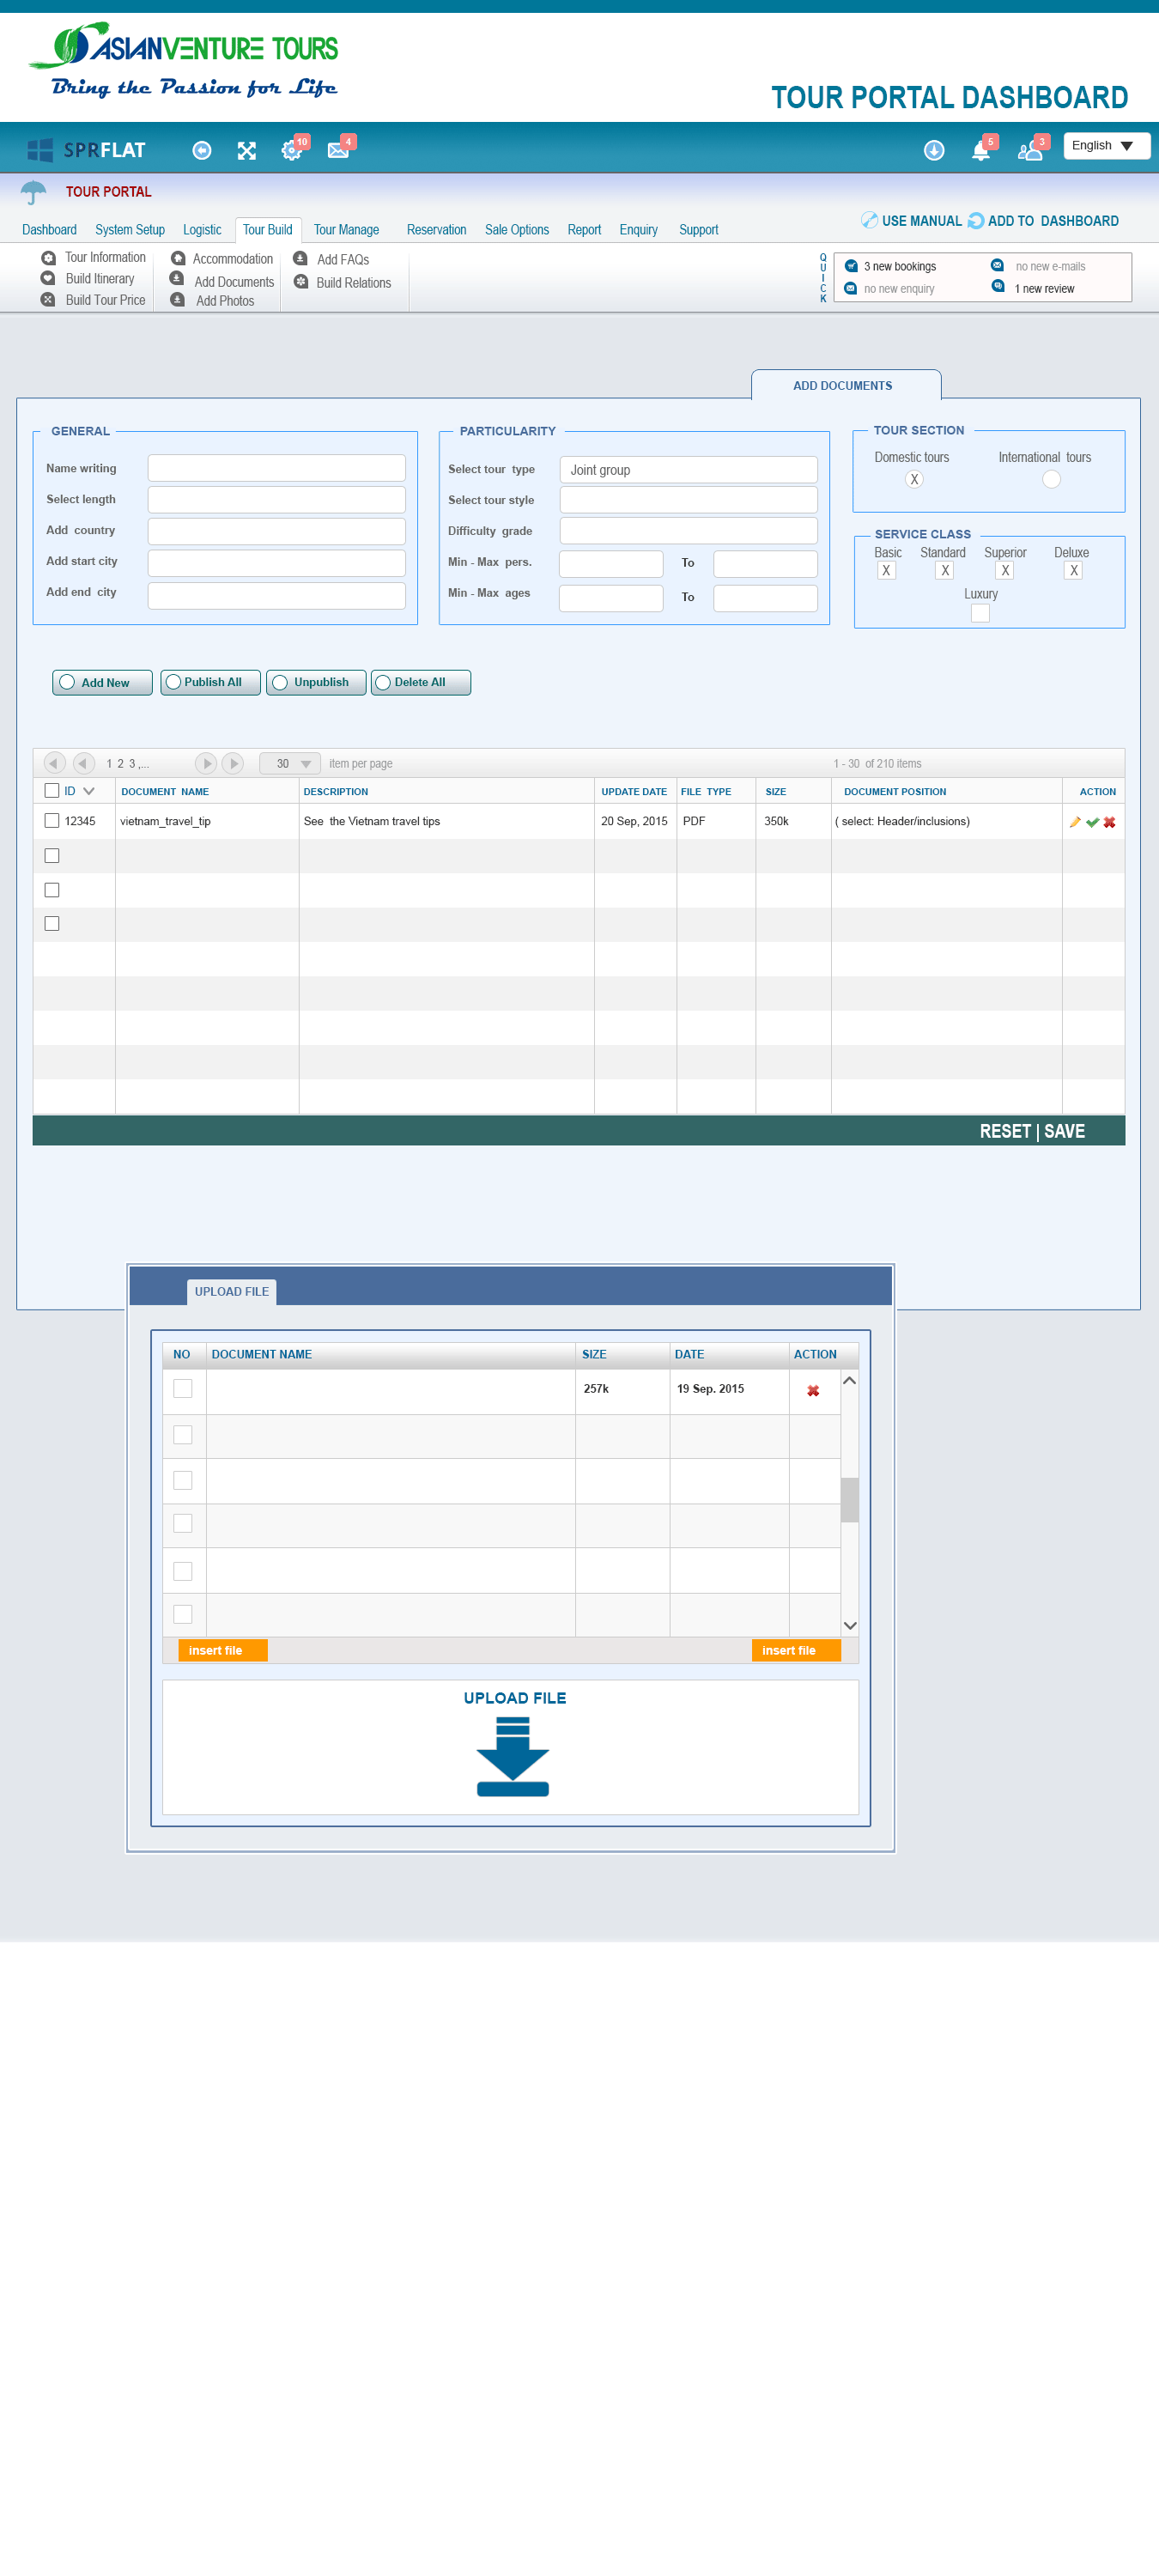 ASIANVENTURE TOURS
Bring the Passion for Life
TOUR PORTAL DASHBOARD
SPRFLAT 10 4 5 3 English
TOUR PORTAL
Dashboard System Setup Logistic Tour Build Tour Manage Reservation Sale Options Report Enquiry Support
USE MANUAL ADD TO DASHBOARD
Tour Information Accommodation Add FAQs
Build Itinerary Add Documents Build Relations
Build Tour Price Add Photos
QUICK
3 new bookings no new e-mails
no new enquiry 1 new review
ADD DOCUMENTS
GENERAL
Name writing
Select length
Add country
Add start city
Add end city
PARTICULARITY
Select tour type Joint group
Select tour style
Difficulty grade
Min - Max pers. To
Min - Max ages To
TOUR SECTION
Domestic tours International tours
X
SERVICE CLASS
Basic Standard Superior Deluxe
X X X X
Luxury
Add New Publish All Unpublish Delete All
1 2 3 ,... 30 item per page 1 - 30 of 210 items
ID DOCUMENT NAME DESCRIPTION UPDATE DATE FILE TYPE SIZE DOCUMENT POSITION ACTION
12345 vietnam_travel_tip See the Vietnam travel tips 20 Sep, 2015 PDF 350k ( select: Header/inclusions)
RESET | SAVE
UPLOAD FILE
NO DOCUMENT NAME SIZE DATE ACTION
257k 19 Sep. 2015
insert file insert file
UPLOAD FILE